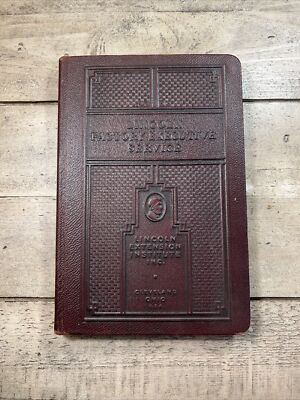 LINCOLN
FACTORY EXECUTIVE
SERVICE
LINCOLN
EXTENSION
INSTITUTE
INC.
CLEVELAND
OHIO
U.S.A.